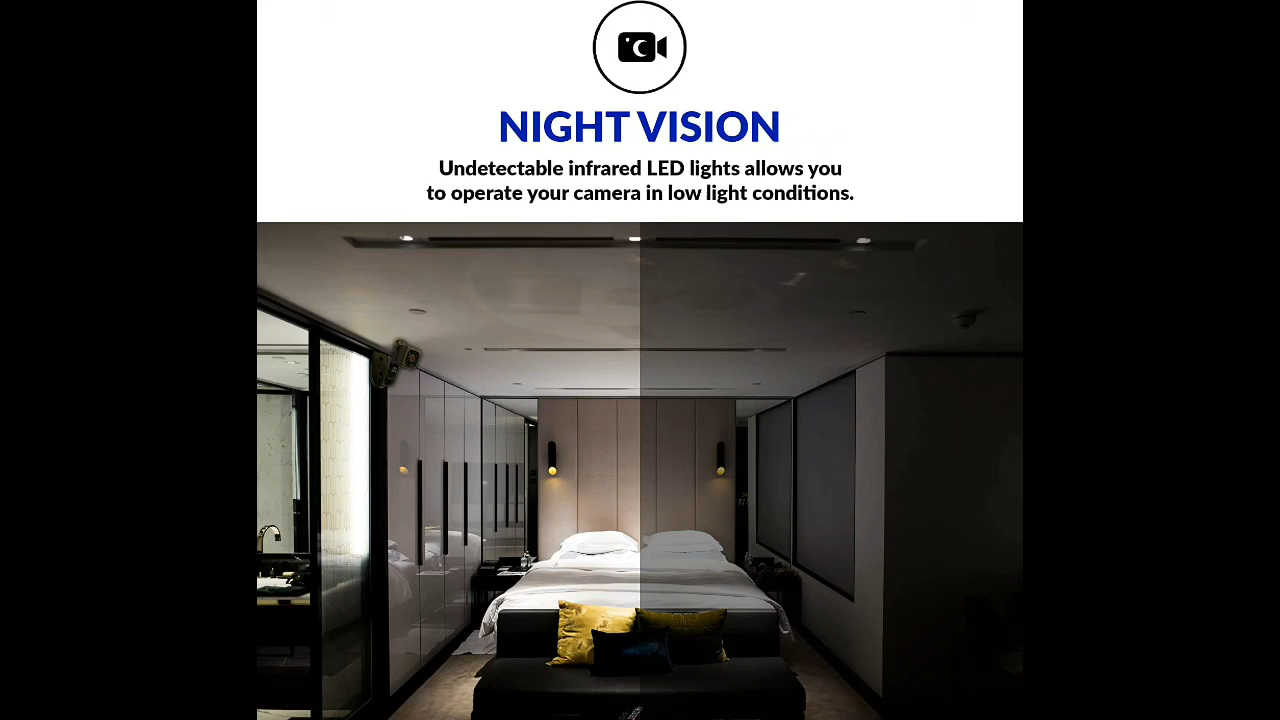 NIGHT VISION
Undetectable infrared LED lights allows you
to operate your camera in low light conditions.